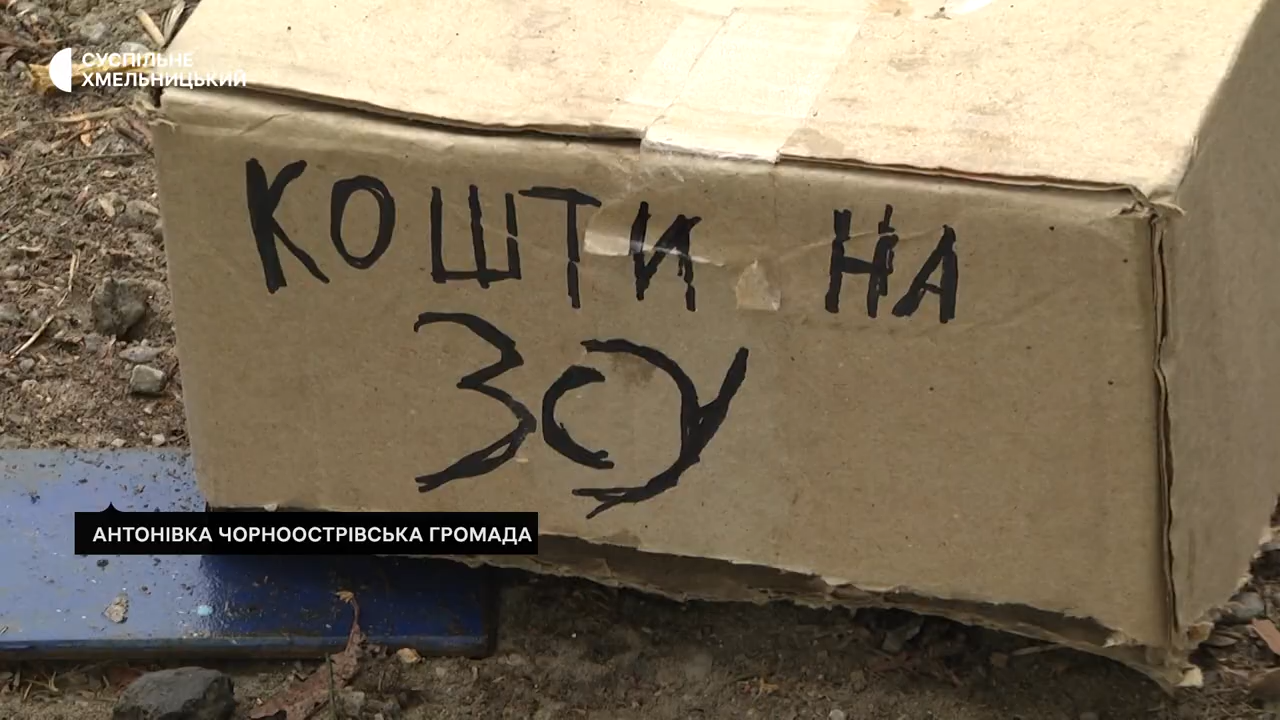 СУСПІЛЬНЕ
ХМЕЛЬНИЦЬКИЙ
КОШТИ НА
ЗСУ
АНТОНІВКА ЧОРНООСТРІВСЬКА ГРОМАДА